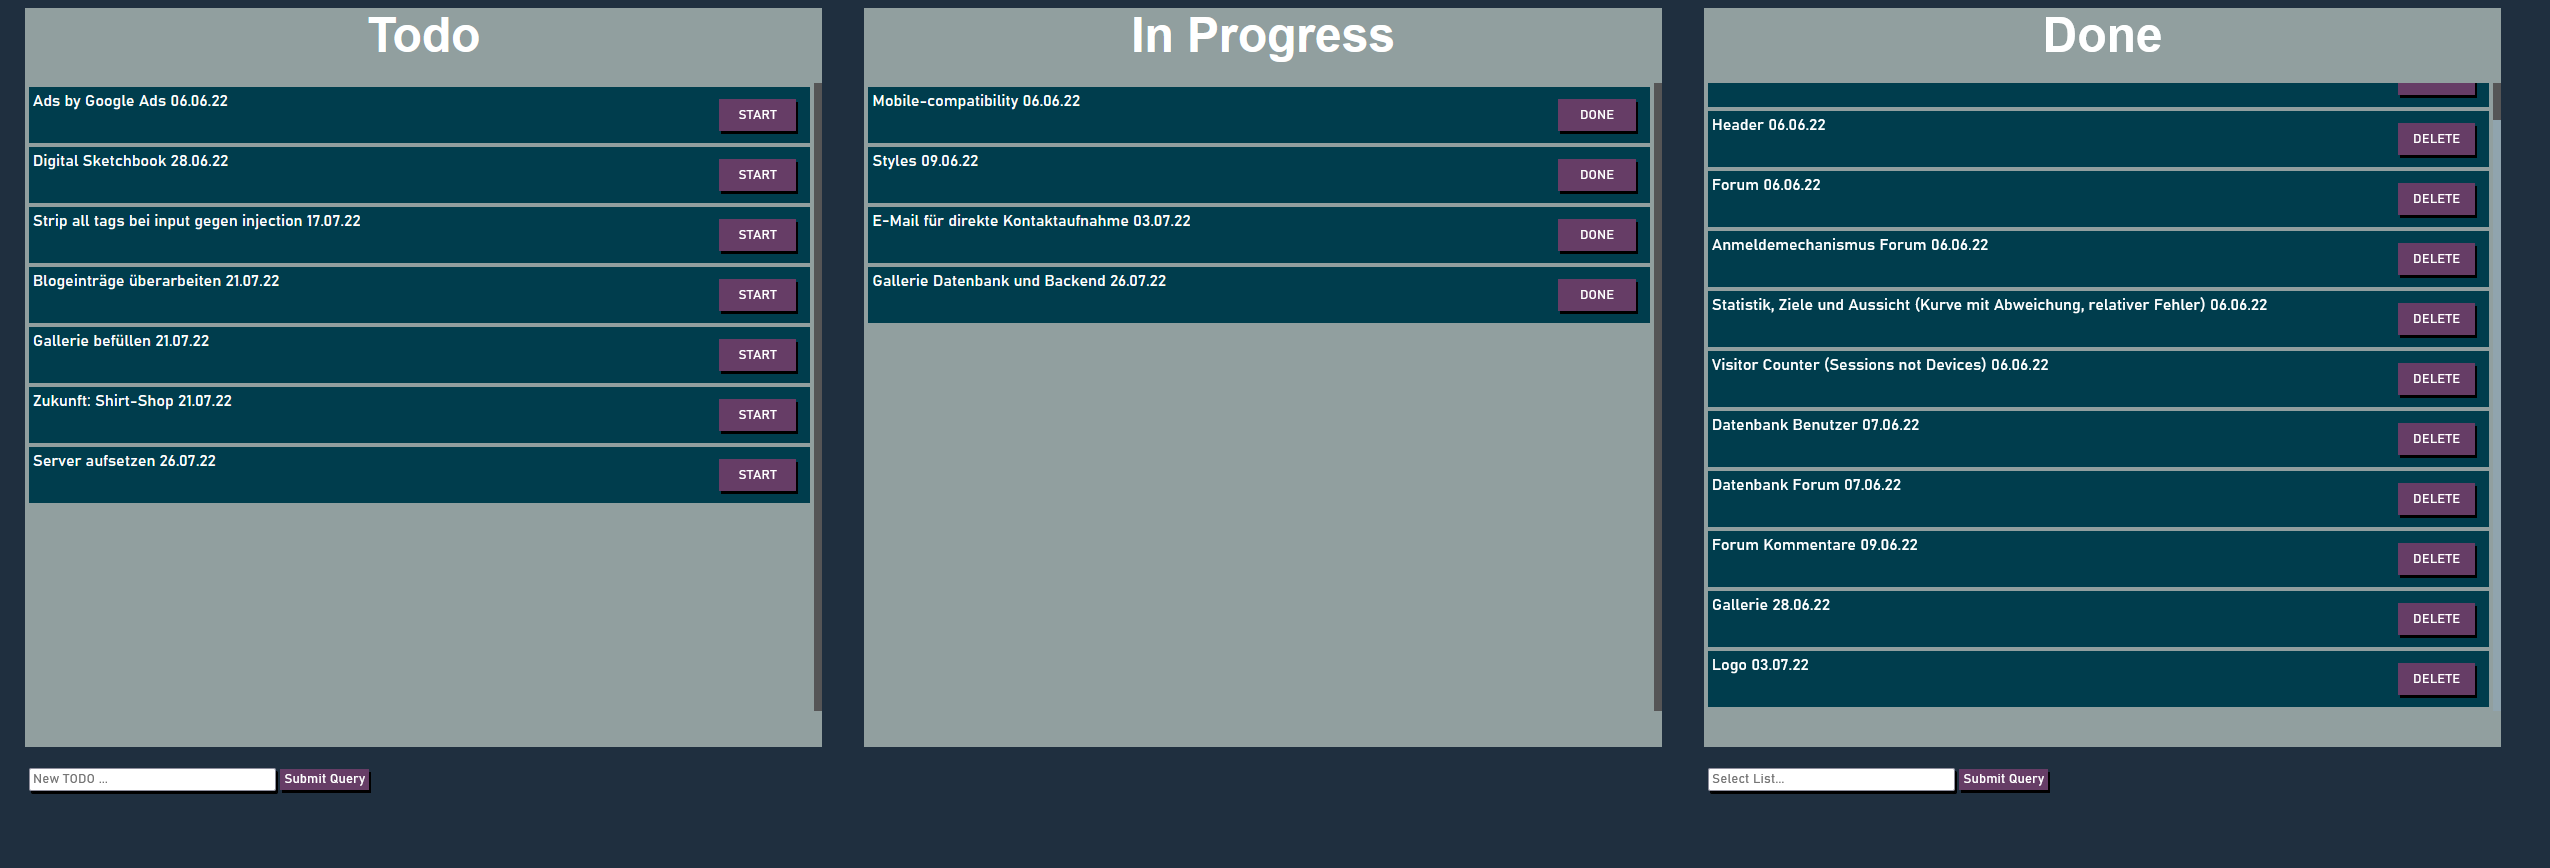 Todo
Ads by Google Ads 06.06.22
START
Digital Sketchbook 28.06.22
START
Strip all tags bei input gegen injection 17.07.22
START
Blogeinträge überarbeiten 21.07.22
START
Gallerie befüllen 21.07.22
START
Zukunft: Shirt-Shop 21.07.22
START
Server aufsetzen 26.07.22
START
New TODO ...
Submit Query
In Progress
Mobile-compatibility 06.06.22
DONE
Styles 09.06.22
DONE
E-Mail für direkte Kontaktaufnahme 03.07.22
DONE
Gallerie Datenbank und Backend 26.07.22
DONE
Done
Header 06.06.22
DELETE
Forum 06.06.22
DELETE
Anmeldemechanismus Forum 06.06.22
DELETE
Statistik, Ziele und Aussicht (Kurve mit Abweichung, relativer Fehler) 06.06.22
DELETE
Visitor Counter (Sessions not Devices) 06.06.22
DELETE
Datenbank Benutzer 07.06.22
DELETE
Datenbank Forum 07.06.22
DELETE
Forum Kommentare 09.06.22
DELETE
Gallerie 28.06.22
DELETE
Logo 03.07.22
DELETE
Select List...
Submit Query